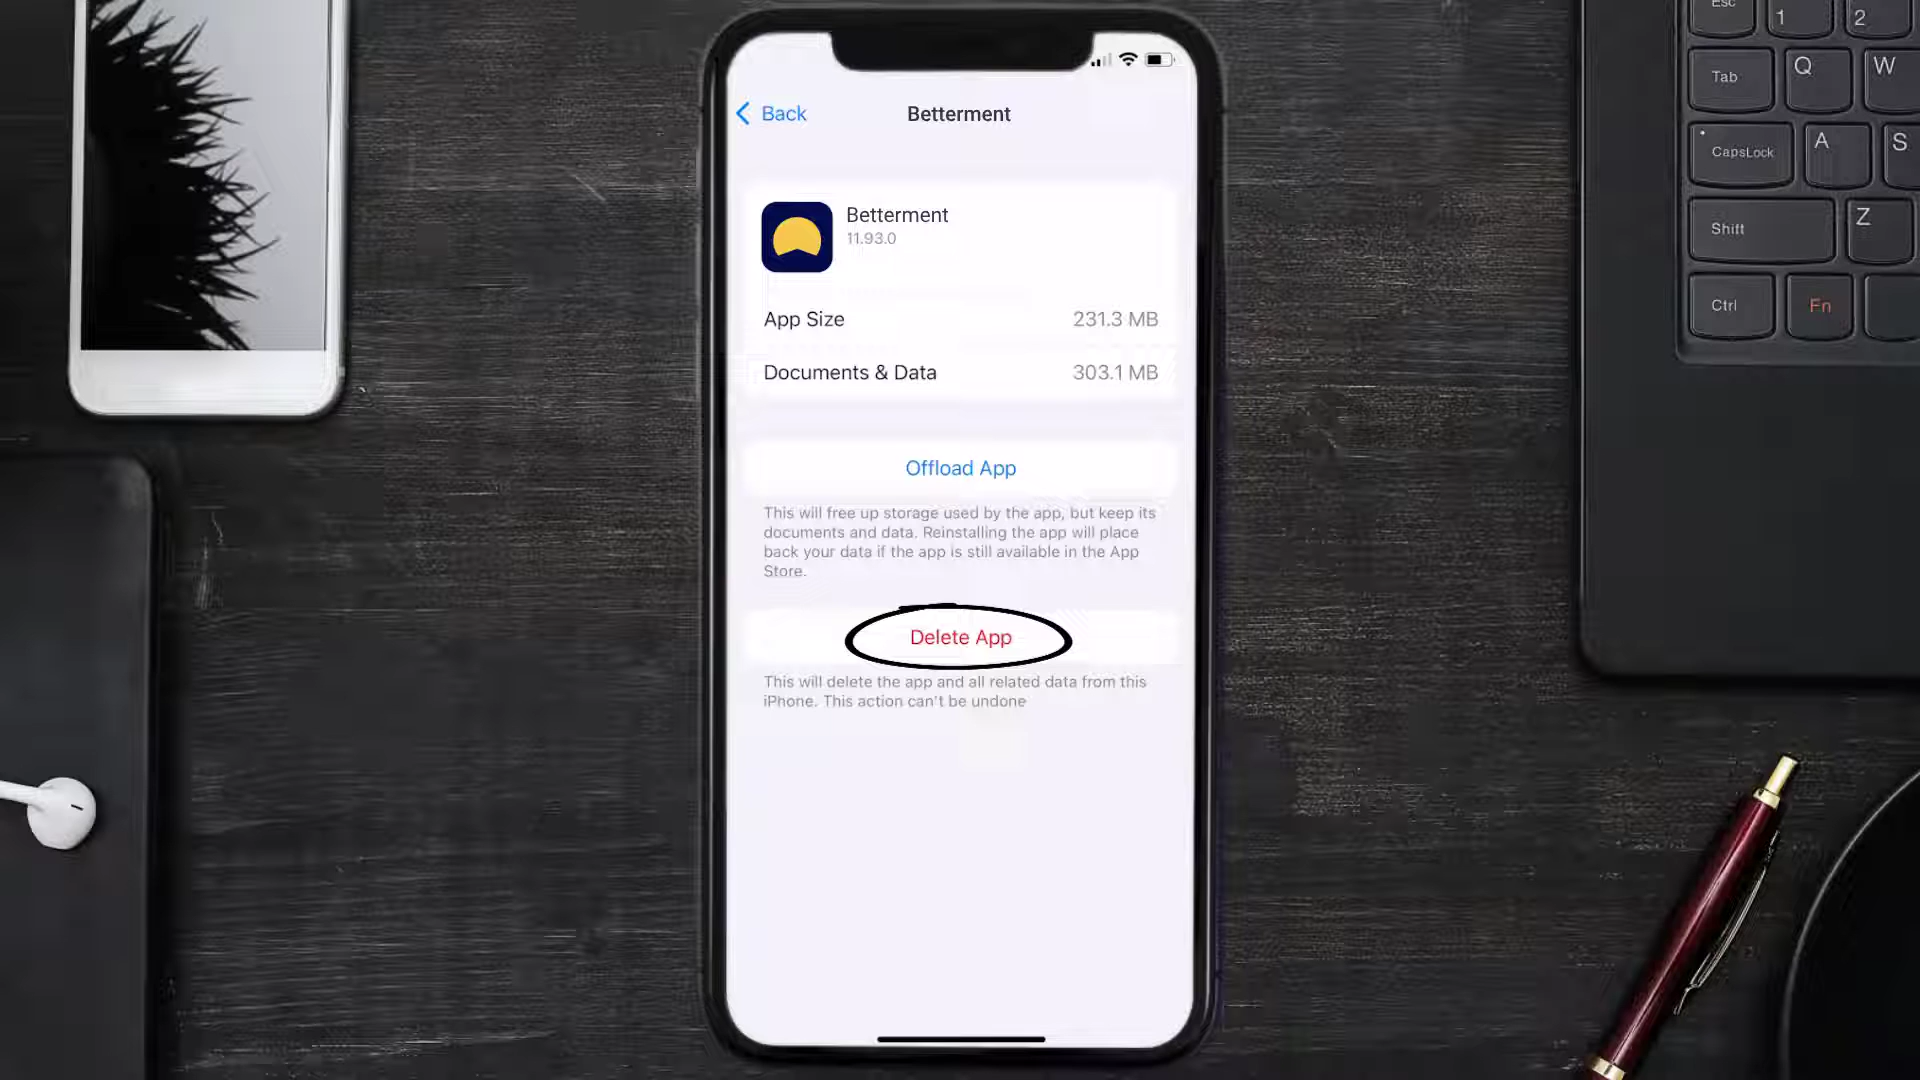 Back
Betterment
Betterment
11.93.0
App Size
231.3 MB
Documents & Data
303.1 MB
Offload App
This will free up storage used by the app, but keep its
documents and data. Reinstalling the app will place
back your data if the app is still available in the App
Store.
Delete App
This will delete the app and all related data from this
iPhone. This action can't be undone
Esc
1
2
Tab
Q
W
CapsLock
A
S
Shift
Z
Ctrl
Fn